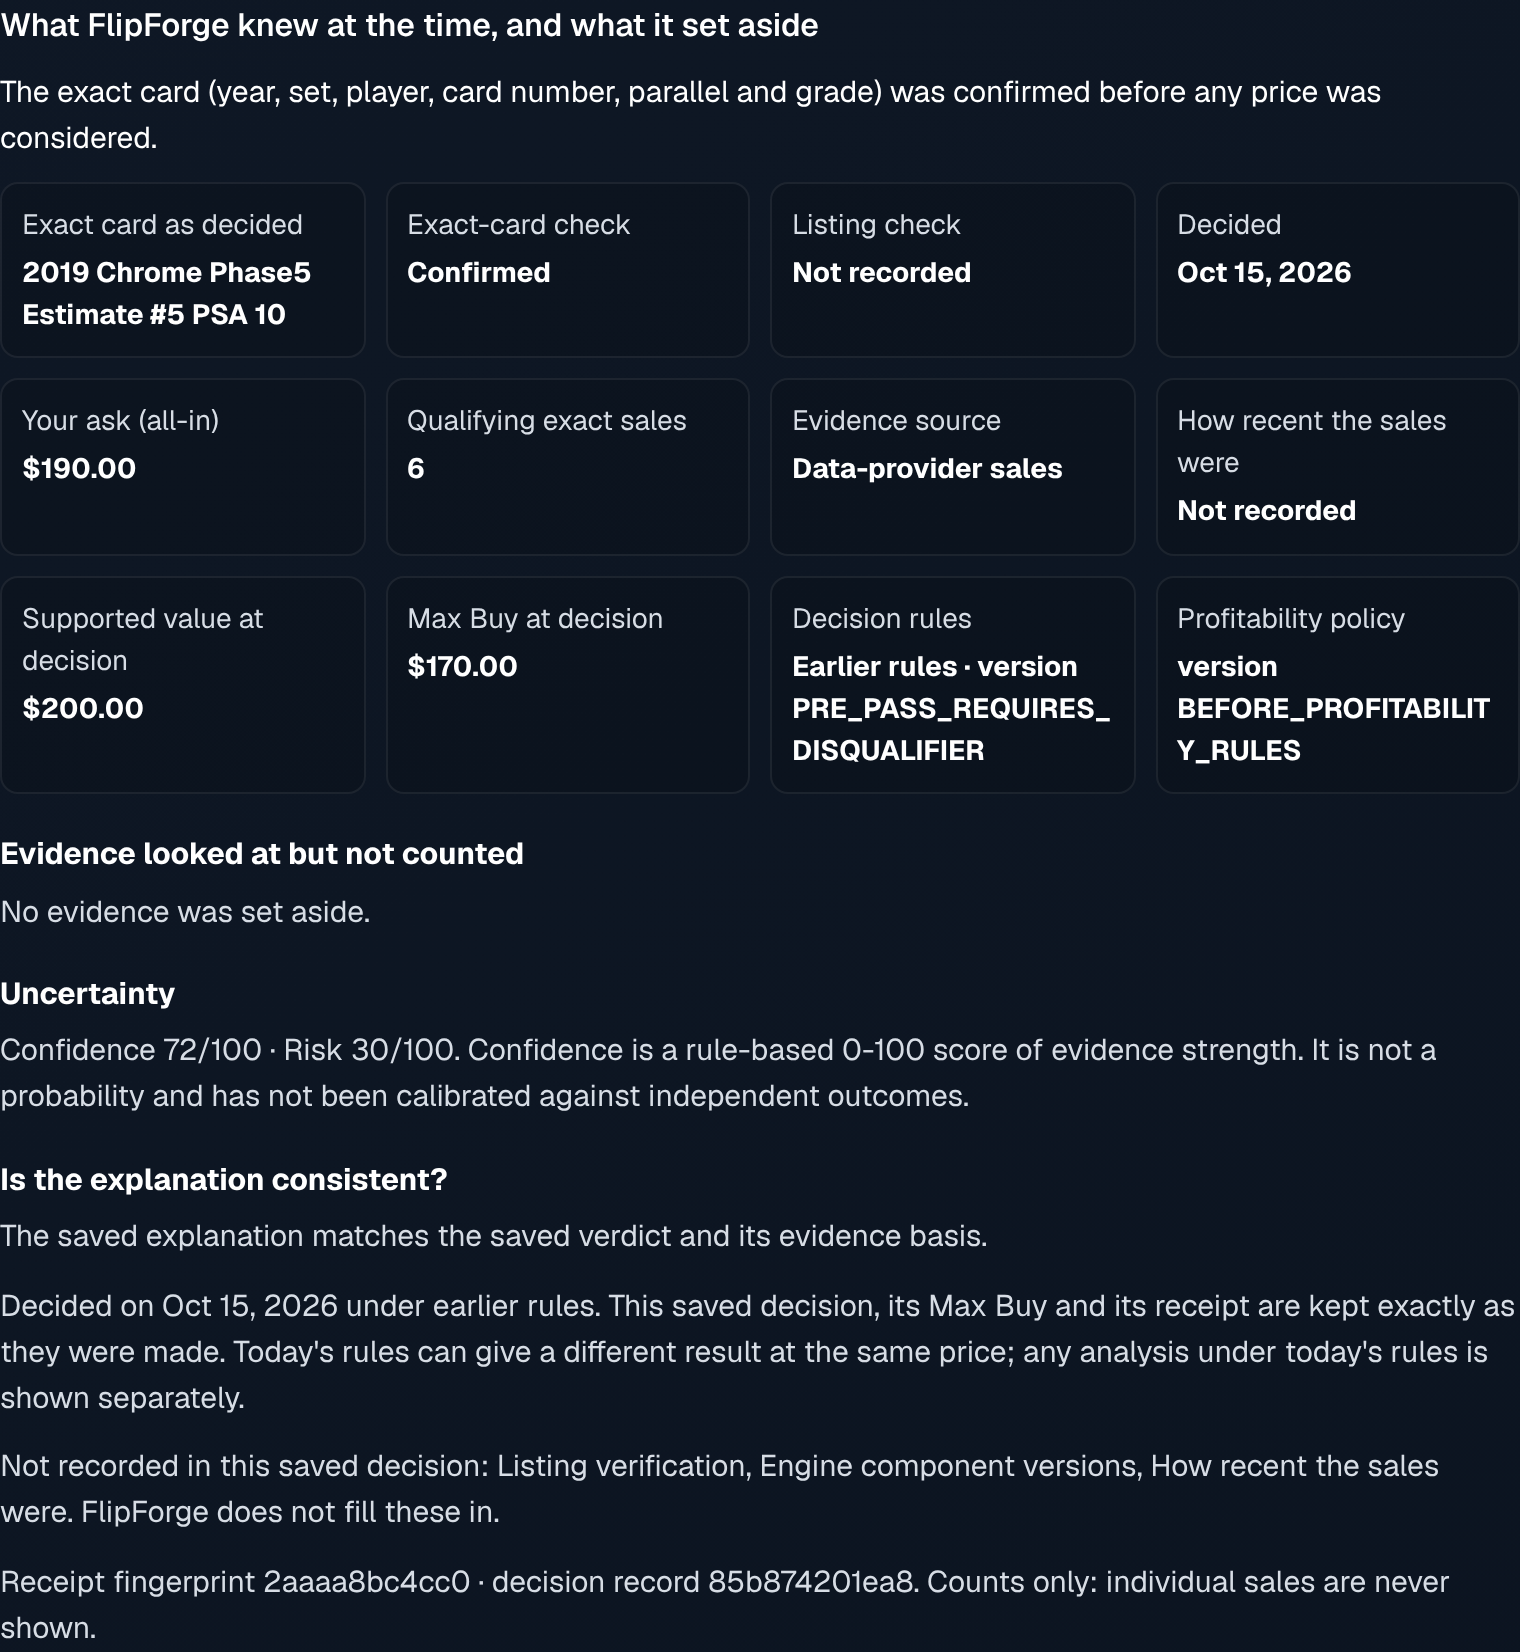 What FlipForge knew at the time, and what it set aside
The exact card (year, set, player, card number, parallel and grade) was confirmed before any price was
considered.
Exact card as decided
2019 Chrome Phase5
Estimate #5 PSA 10
Exact-card check
Confirmed
Listing check
Not recorded
Decided
Oct 15, 2026
Your ask (all-in)
$190.00
Qualifying exact sales
6
Evidence source
Data-provider sales
How recent the sales
were
Not recorded
Supported value at
decision
$200.00
Max Buy at decision
$170.00
Decision rules
Earlier rules · version
PRE_PASS_REQUIRES_
DISQUALIFIER
Profitability policy
version
BEFORE_PROFITABILIT
Y_RULES
Evidence looked at but not counted
No evidence was set aside.
Uncertainty
Confidence 72/100 · Risk 30/100. Confidence is a rule-based 0-100 score of evidence strength. It is not a
probability and has not been calibrated against independent outcomes.
Is the explanation consistent?
The saved explanation matches the saved verdict and its evidence basis.
Decided on Oct 15, 2026 under earlier rules. This saved decision, its Max Buy and its receipt are kept exactly as
they were made. Today's rules can give a different result at the same price; any analysis under today's rules is
shown separately.
Not recorded in this saved decision: Listing verification, Engine component versions, How recent the sales
were. FlipForge does not fill these in.
Receipt fingerprint 2aaaa8bc4cc0 · decision record 85b874201ea8. Counts only: individual sales are never
shown.